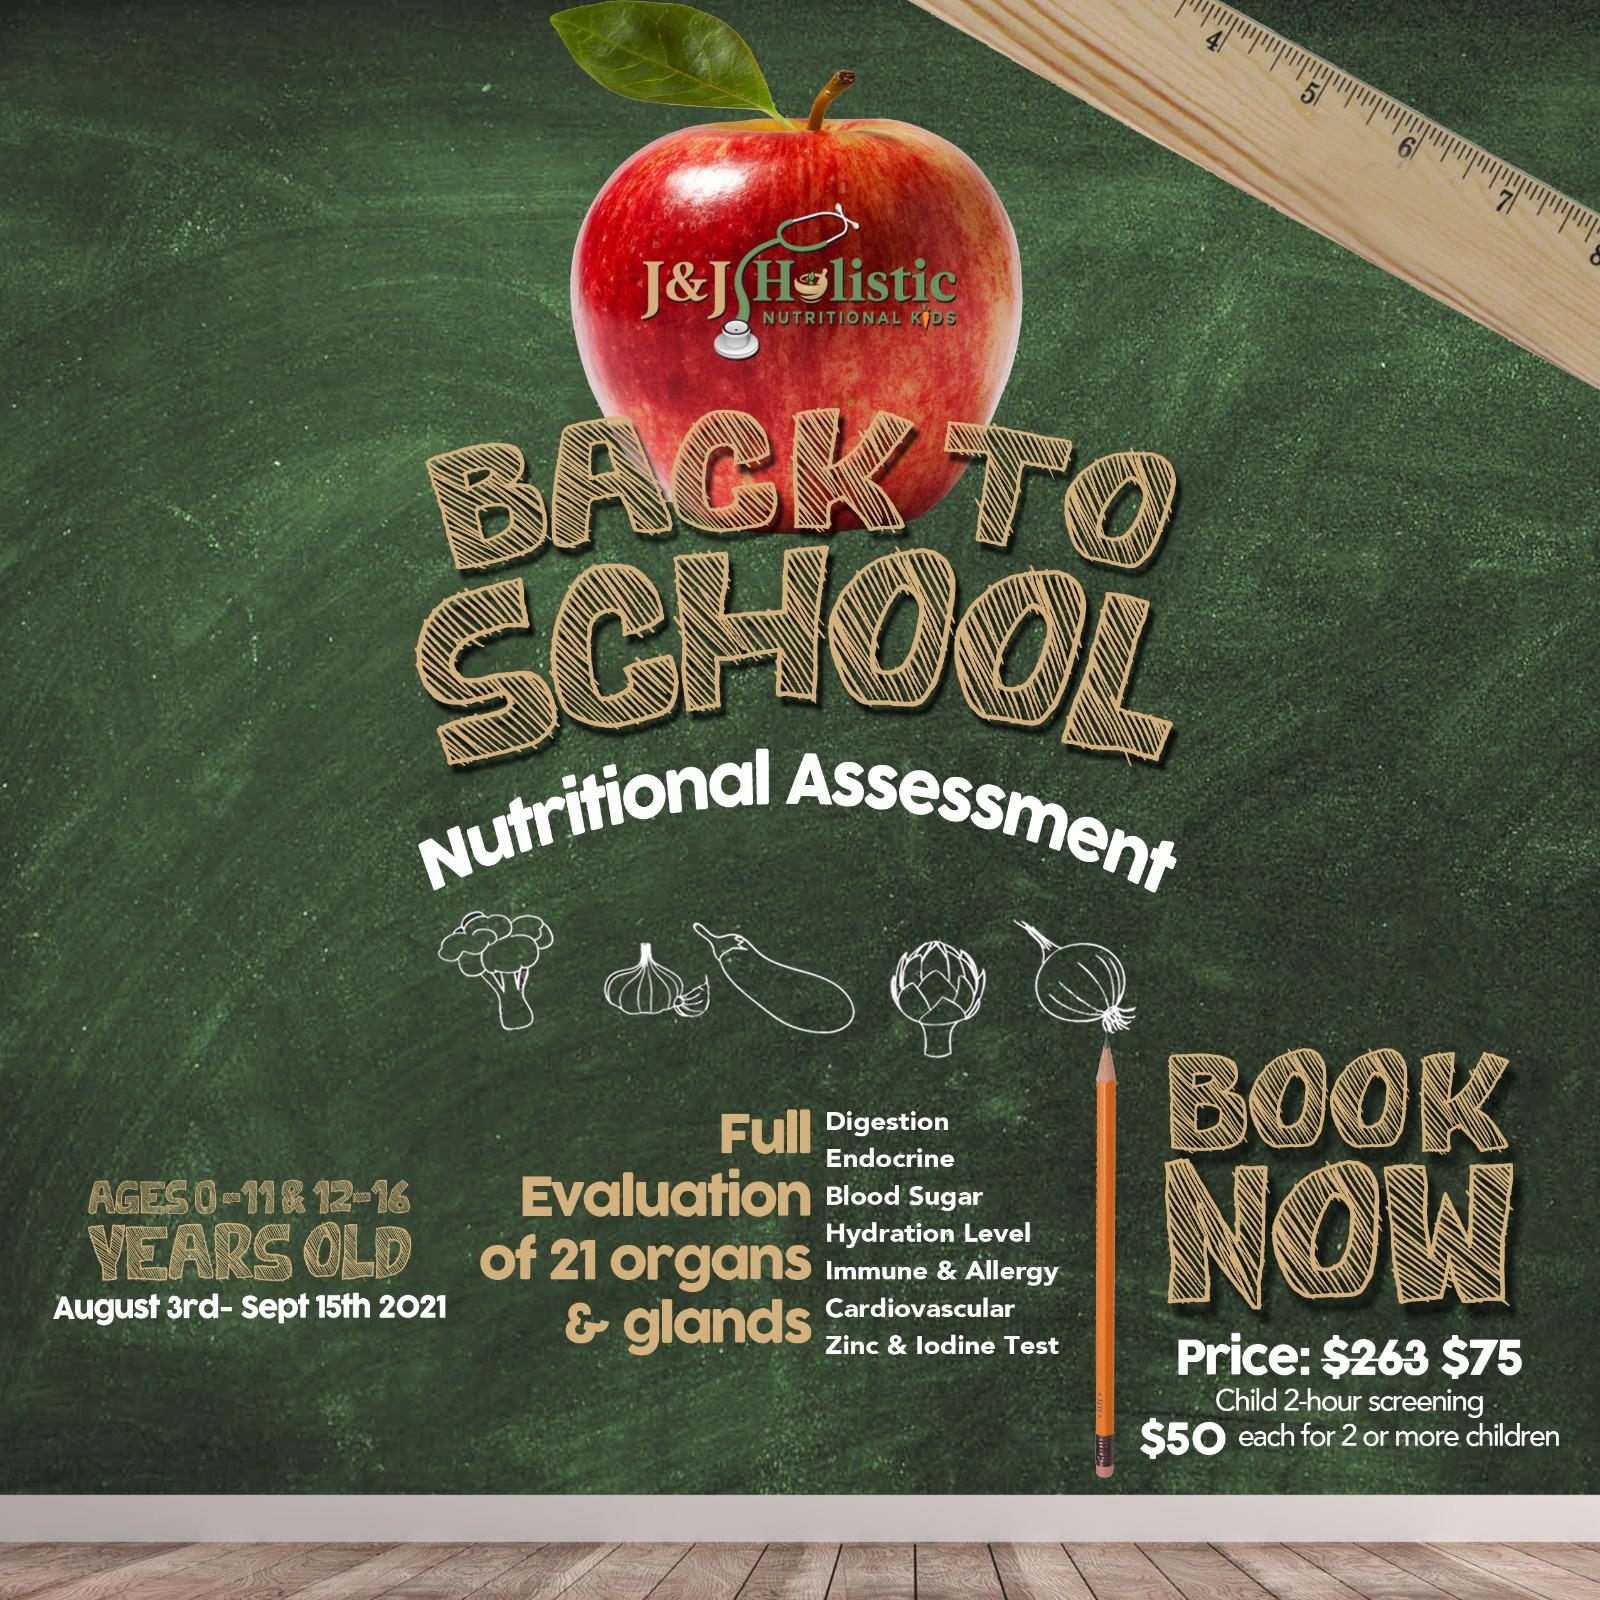 4
5
6
7
8
J&J Holistic
NUTRITIONAL KIDS
BACK TO
SCHOOL
Nutritional Assessment
AGES 0-11 & 12-16
YEARS OLD
August 3rd- Sept 15th 2021
Full
Evaluation
of 21 organs
& glands
Digestion
Endocrine
Blood Sugar
Hydration Level
Immune & Allergy
Cardiovascular
Zinc & Iodine Test
BOOK
NOW
Price: $263 $75
Child 2-hour screening
$50 each for 2 or more children